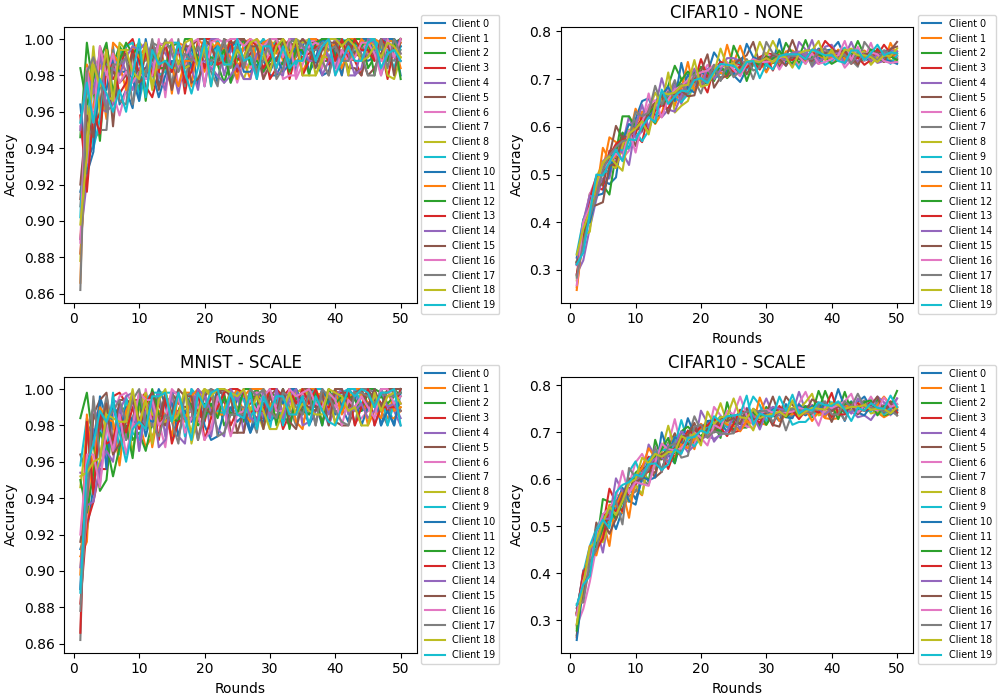 MNIST - NONE
1.00
0.98
0.96
0.94
0.92
0.90
0.88
0.86
Accuracy
0
10
20
30
40
50
Rounds
Client 0
Client 1
Client 2
Client 3
Client 4
Client 5
Client 6
Client 7
Client 8
Client 9
Client 10
Client 11
Client 12
Client 13
Client 14
Client 15
Client 16
Client 17
Client 18
Client 19
CIFAR10 - NONE
0.8
0.7
0.6
0.5
0.4
0.3
Accuracy
0
10
20
30
40
50
Rounds
Client 0
Client 1
Client 2
Client 3
Client 4
Client 5
Client 6
Client 7
Client 8
Client 9
Client 10
Client 11
Client 12
Client 13
Client 14
Client 15
Client 16
Client 17
Client 18
Client 19
MNIST - SCALE
1.00
0.98
0.96
0.94
0.92
0.90
0.88
0.86
Accuracy
0
10
20
30
40
50
Rounds
Client 0
Client 1
Client 2
Client 3
Client 4
Client 5
Client 6
Client 7
Client 8
Client 9
Client 10
Client 11
Client 12
Client 13
Client 14
Client 15
Client 16
Client 17
Client 18
Client 19
CIFAR10 - SCALE
0.8
0.7
0.6
0.5
0.4
0.3
Accuracy
0
10
20
30
40
50
Rounds
Client 0
Client 1
Client 2
Client 3
Client 4
Client 5
Client 6
Client 7
Client 8
Client 9
Client 10
Client 11
Client 12
Client 13
Client 14
Client 15
Client 16
Client 17
Client 18
Client 19